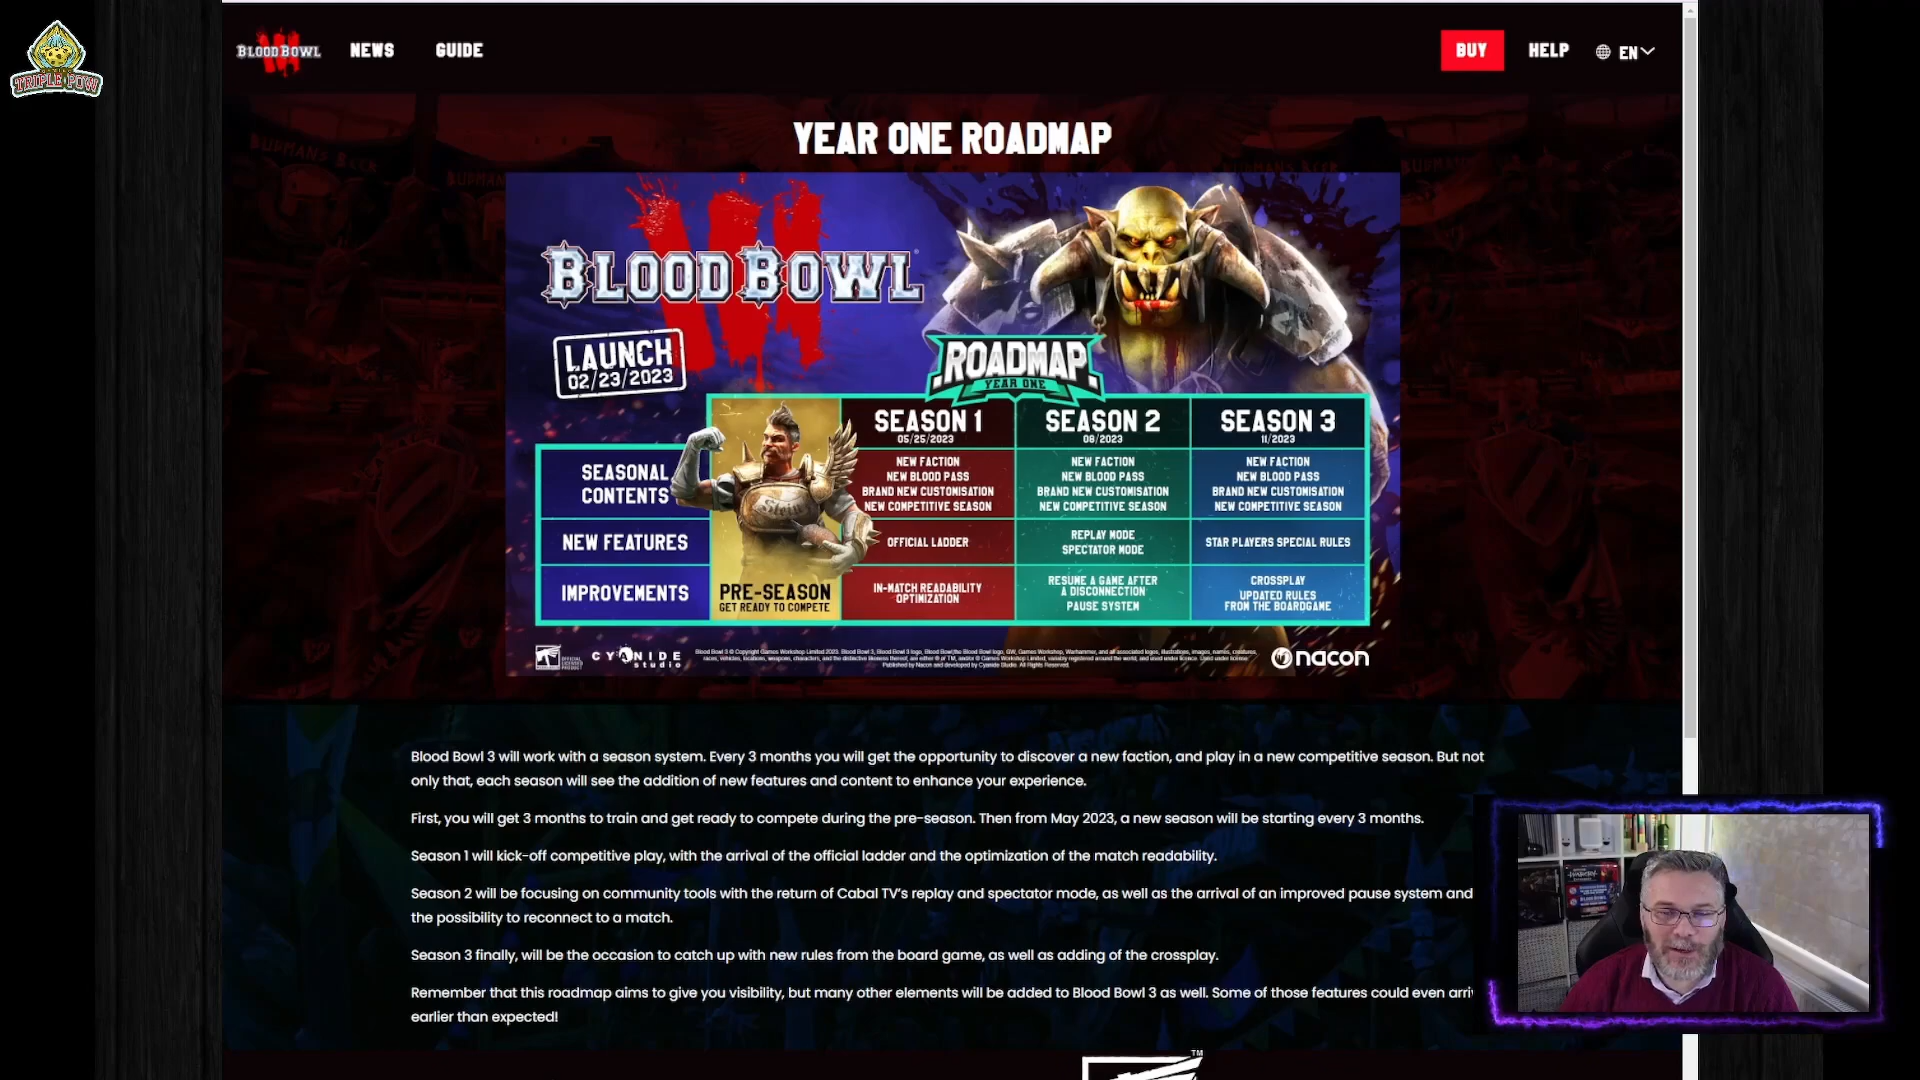 TRIPLE POW
BLOOD BOWL
NEWS
GUIDE
BUY
HELP
EN
YEAR ONE ROADMAP
BLOOD BOWL
LAUNCH
02/23/2023
ROADMAP
YEAR ONE
SEASON 1
05/25/2023
SEASON 2
08/2023
SEASON 3
11/2023
SEASONAL
CONTENTS
NEW FACTION
NEW BLOOD PASS
BRAND NEW CUSTOMISATION
NEW COMPETITIVE SEASON
NEW FACTION
NEW BLOOD PASS
BRAND NEW CUSTOMISATION
NEW COMPETITIVE SEASON
NEW FACTION
NEW BLOOD PASS
BRAND NEW CUSTOMISATION
NEW COMPETITIVE SEASON
NEW FEATURES
OFFICIAL LADDER
REPLAY MODE
SPECTATOR MODE
STAR PLAYERS SPECIAL RULES
IMPROVEMENTS
PRE-SEASON
GET READY TO COMPETE
IN-MATCH READABILITY
OPTIMIZATION
RESUME A GAME AFTER
A DISCONNECTION
PAUSE SYSTEM
CROSSPLAY
UPDATED RULES
FROM THE BOARDGAME
CYANIDE
studio
Published by Nacon and developed by Cyanide Studio. All Rights Reserved.
nacon
Blood Bowl 3 will work with a season system. Every 3 months you will get the opportunity to discover a new faction, and play in a new competitive season. But not
only that, each season will see the addition of new features and content to enhance your experience.
First, you will get 3 months to train and get ready to compete during the pre-season. Then from May 2023, a new season will be starting every 3 months.
Season 1 will kick-off competitive play, with the arrival of the official ladder and the optimization of the match readability.
Season 2 will be focusing on community tools with the return of Cabal TV's replay and spectator mode, as well as the arrival of an improved pause system and
the possibility to reconnect to a match.
Season 3 finally, will be the occasion to catch up with new rules from the board game, as well as adding of the crossplay.
Remember that this roadmap aims to give you visibility, but many other elements will be added to Blood Bowl 3 as well. Some of those features could even arri
earlier than expected!
TM